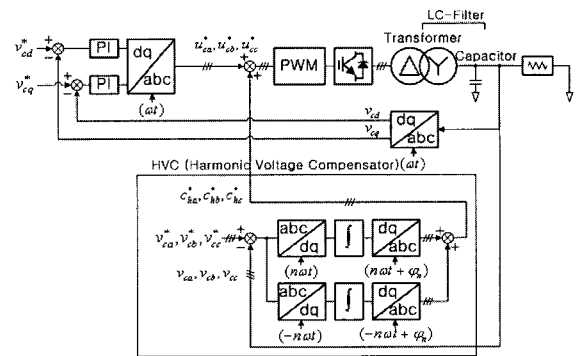 LC-Filter
Transformer
Capacitor
v*cd
PI
dq
abc
u*ca, u*cb, u*cc
PWM
Δ
Y
v*cq
PI
(ωt)
vcd
vcq
dq
abc
HVC (Harmonic Voltage Compensator)
(ωt)
c*ha, c*hb, c*hc
v*ca, v*cb, v*cc
abc
dq
∫
dq
abc
(nωt)
(nωt + φn)
vca, vcb, vcc
abc
dq
∫
dq
abc
(-nωt)
(-nωt + φn)